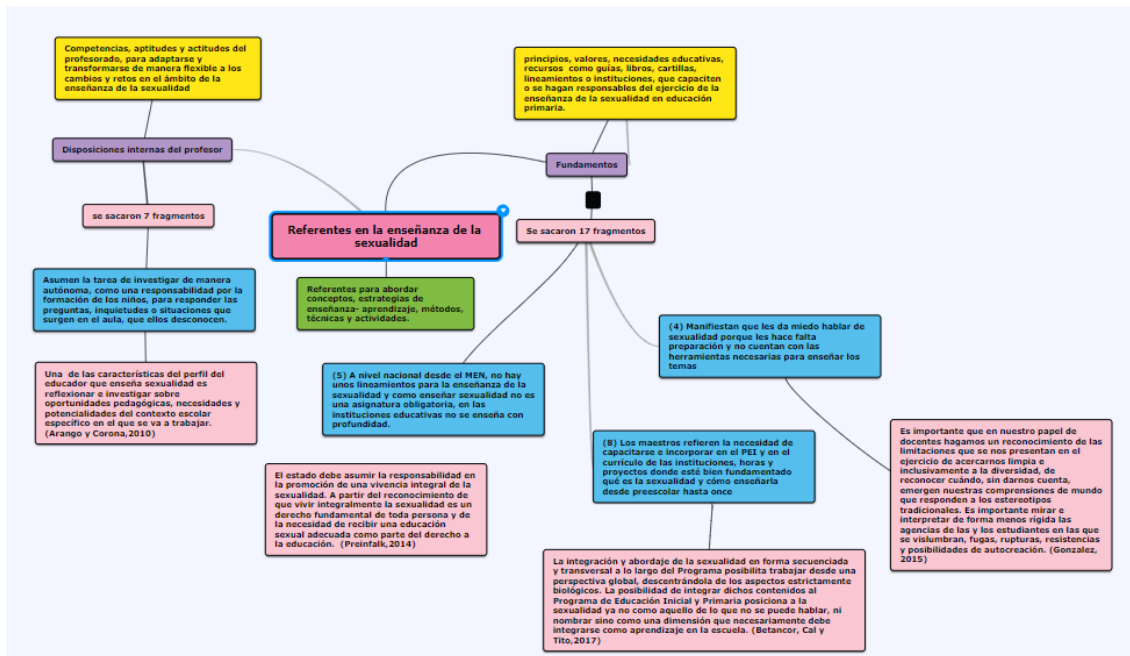 Competencias, aptitudes y actitudes del
profesorado, para adaptarse y
transformarse de manera flexible a los
cambios y retos en el ámbito de la
enseñanza de la sexualidad
principios, valores, necesidades educativas,
recursos como guías, libros, cartillas,
lineamientos o instituciones, que capaciten
o se hagan responsables del ejercicio de la
enseñanza de la sexualidad en educación
primaria.
Disposiciones internas del profesor
Fundamentos
se sacaron 7 fragmentos
Referentes en la enseñanza de la
sexualidad
Se sacaron 17 fragmentos
Asumen la tarea de investigar de manera
autónoma, como una responsabilidad por la
formación de los niños, para responder las
preguntas, inquietudes o situaciones que
surgen en el aula, que ellos desconocen.
Referentes para abordar
conceptos, estrategias de
enseñanza- aprendizaje, métodos,
técnicas y actividades.
(4) Manifiestan que les da miedo hablar de
sexualidad porque les hace falta
preparación y no cuentan con las
herramientas necesarias para enseñar los
temas
Una de las características del perfil del
educador que enseña sexualidad es
reflexionar e investigar sobre
oportunidades pedagógicas, necesidades y
potencialidades del contexto escolar
específico en el que se va a trabajar.
(Arango y Corona,2010)
(5) A nivel nacional desde el MEN, no hay
unos lineamientos para la enseñanza de la
sexualidad y como enseñar sexualidad no es
una asignatura obligatoria, en las
instituciones educativas no se enseña con
profundidad.
(8) Los maestros refieren la necesidad de
capacitarse e incorporar en el PEI y en el
currículo de las instituciones, horas y
proyectos donde esté bien fundamentado
qué es la sexualidad y cómo enseñarla
desde preescolar hasta once
Es importante que en nuestro papel de
docentes hagamos un reconocimiento de las
limitaciones que se nos presentan en el
ejercicio de acercarnos limpia e
inclusivamente a la diversidad, de
reconocer cuándo, sin darnos cuenta,
emergen nuestras comprensiones de mundo
que responden a los estereotipos
tradicionales. Es importante mirar e
interpretar de forma menos rígida las
agencias de las y los estudiantes en las que
se vislumbran, fugas, rupturas, resistencias
y posibilidades de autocreación. (Gonzalez,
2015)
El estado debe asumir la responsabilidad en
la promoción de una vivencia integral de la
sexualidad. A partir del reconocimiento de
que vivir integralmente la sexualidad es un
derecho fundamental de toda persona y de
la necesidad de recibir una educación
sexual adecuada como parte del derecho a
la educación. (Preinfalk,2014)
La integración y abordaje de la sexualidad en forma secuenciada
y transversal a lo largo del Programa posibilita trabajar desde una
perspectiva global, descentrándola de los aspectos estrictamente
biológicos. La posibilidad de integrar dichos contenidos al
Programa de Educación Inicial y Primaria posiciona a la
sexualidad ya no como aquello de lo que no se puede hablar, ni
nombrar sino como una dimensión que necesariamente debe
integrarse como aprendizaje en la escuela. (Betancor, Cal y
Tito,2017)